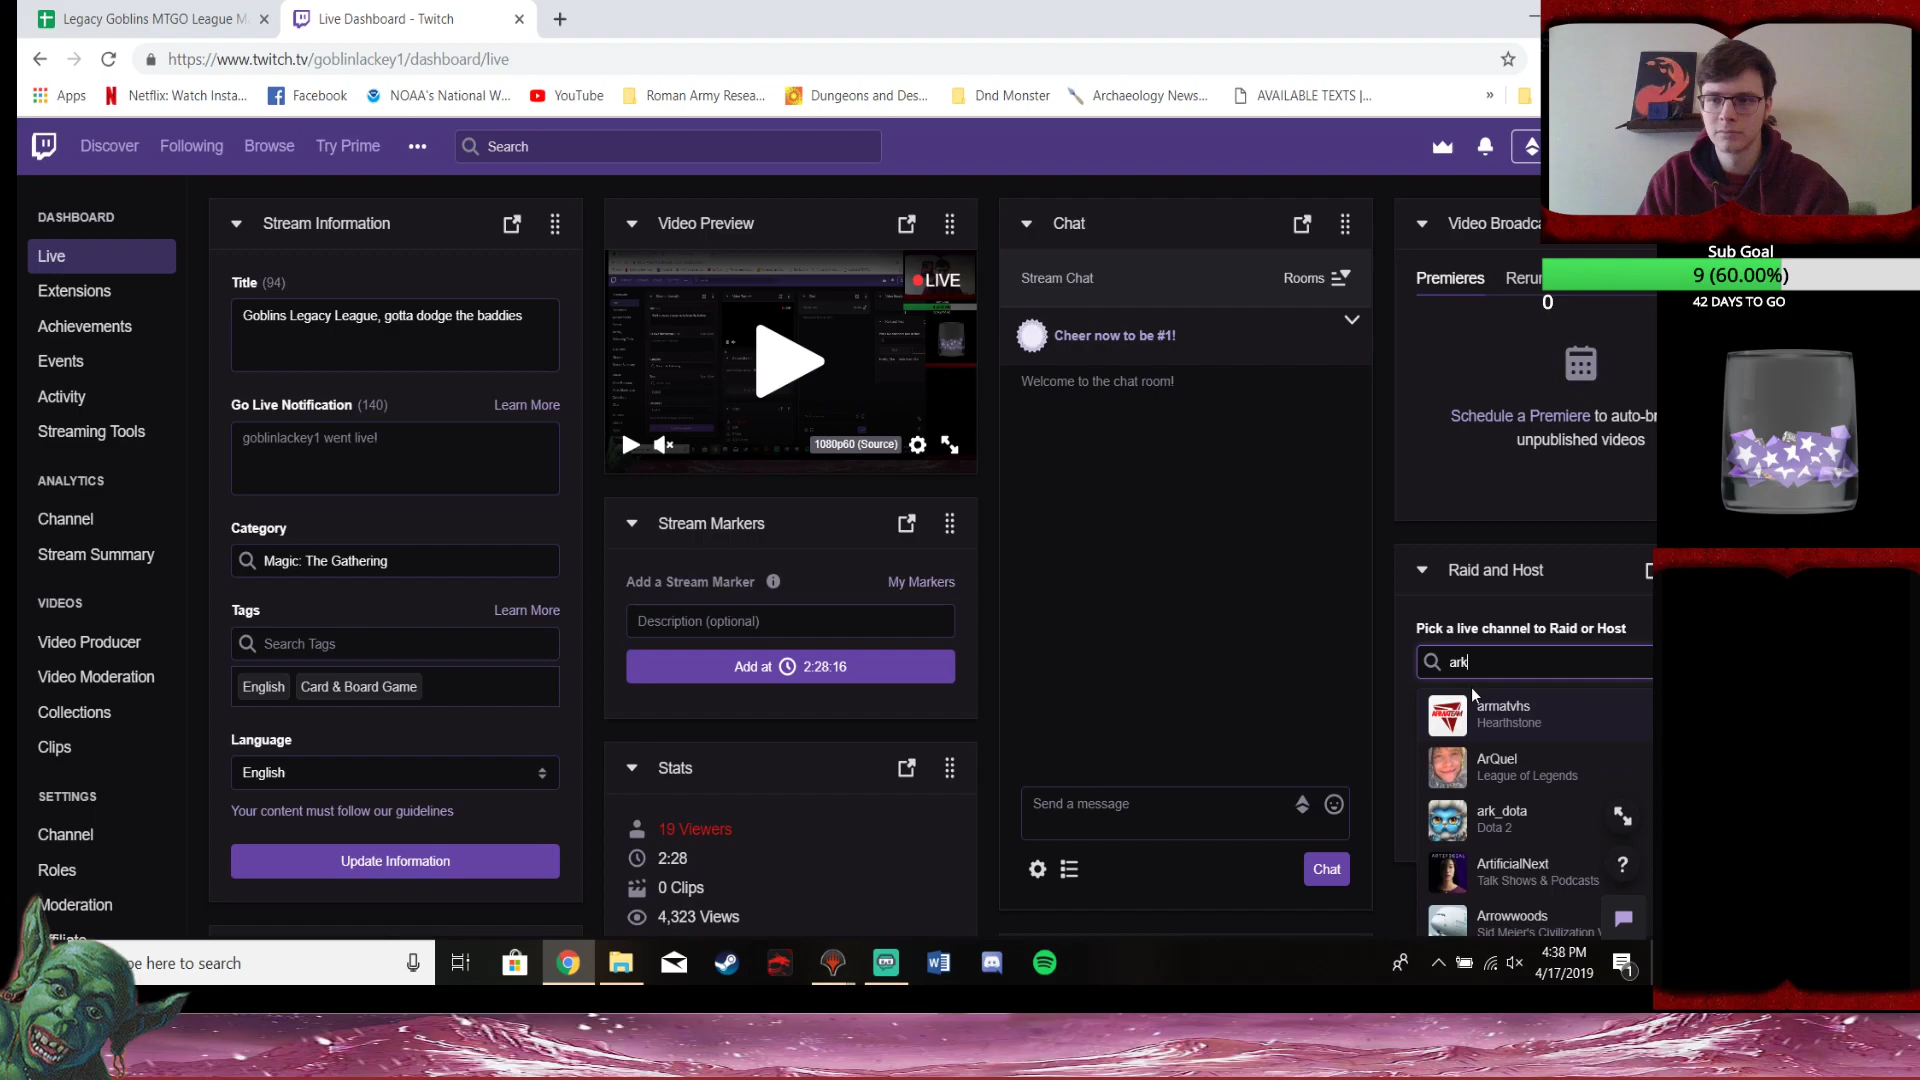 Legacy Goblins MTGO League M
Live Dashboard - Twitch
https://www.twitch.tv/goblinlackey1/dashboard/live
Apps
Netflix: Watch Insta...
Facebook
NOAA's National W...
YouTube
Roman Army Resea...
Dungeons and Des...
Dnd Monster
Archaeology News...
AVAILABLE TEXTS |...
»
Discover
Following
Browse
Try Prime
Search
DASHBOARD
Live
Extensions
Achievements
Events
Activity
Streaming Tools
ANALYTICS
Channel
Stream Summary
VIDEOS
Video Producer
Video Moderation
Collections
Clips
SETTINGS
Channel
Roles
Moderation
Stream Information
Title (94)
Goblins Legacy League, gotta dodge the baddies
Go Live Notification (140)
Learn More
goblinlackey1 went live!
Category
Magic: The Gathering
Tags
Learn More
Search Tags
English
Card & Board Game
Language
English
Your content must follow our guidelines
Update Information
Video Preview
LIVE
1080p60 (Source)
Stream Markers
Add a Stream Marker
My Markers
Description (optional)
Add at 2:28:16
Stats
19 Viewers
2:28
0 Clips
4,323 Views
Chat
Stream Chat
Rooms
Cheer now to be #1!
Welcome to the chat room!
Send a message
Chat
Video Broadca
Premieres
Rerun
Schedule a Premiere to auto-br
unpublished videos
Raid and Host
Pick a live channel to Raid or Host
ark
armatvhs
Hearthstone
ArQuel
League of Legends
ark_dota
Dota 2
ArtificialNext
Talk Shows & Podcasts
Arrowwoods
Sid Meier's Civilization V
?
Sub Goal
9 (60.00%)
0
42 DAYS TO GO
pe here to search
4:38 PM
4/17/2019
1